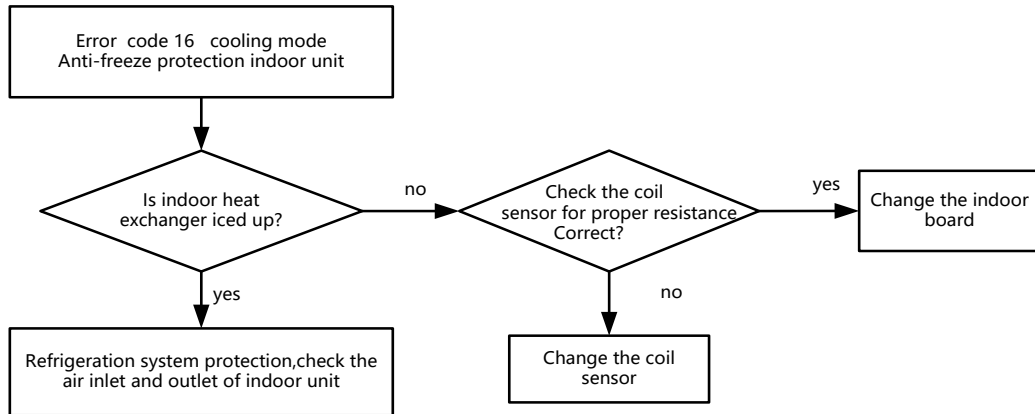 Error code 16 cooling mode
Anti-freeze protection indoor unit
Is indoor heat
exchanger iced up?
no
Check the coil
sensor for proper resistance
Correct?
yes
Change the indoor
board
yes
no
Refrigeration system protection,check the
air inlet and outlet of indoor unit
Change the coil
sensor